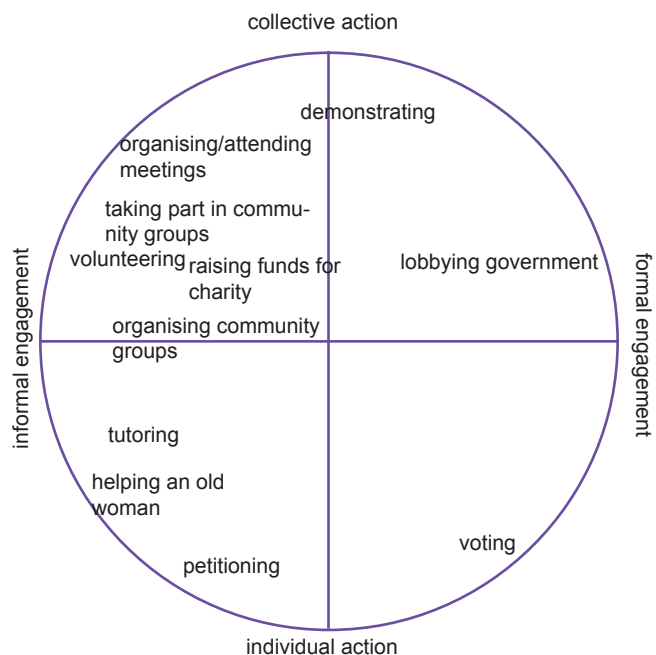 collective action
demonstrating
organising/attending
meetings
taking part in commu-
nity groups
volunteering
raising funds for
charity
lobbying government
informal engagement
formal engagement
organising community
groups
tutoring
helping an old
woman
voting
petitioning
individual action